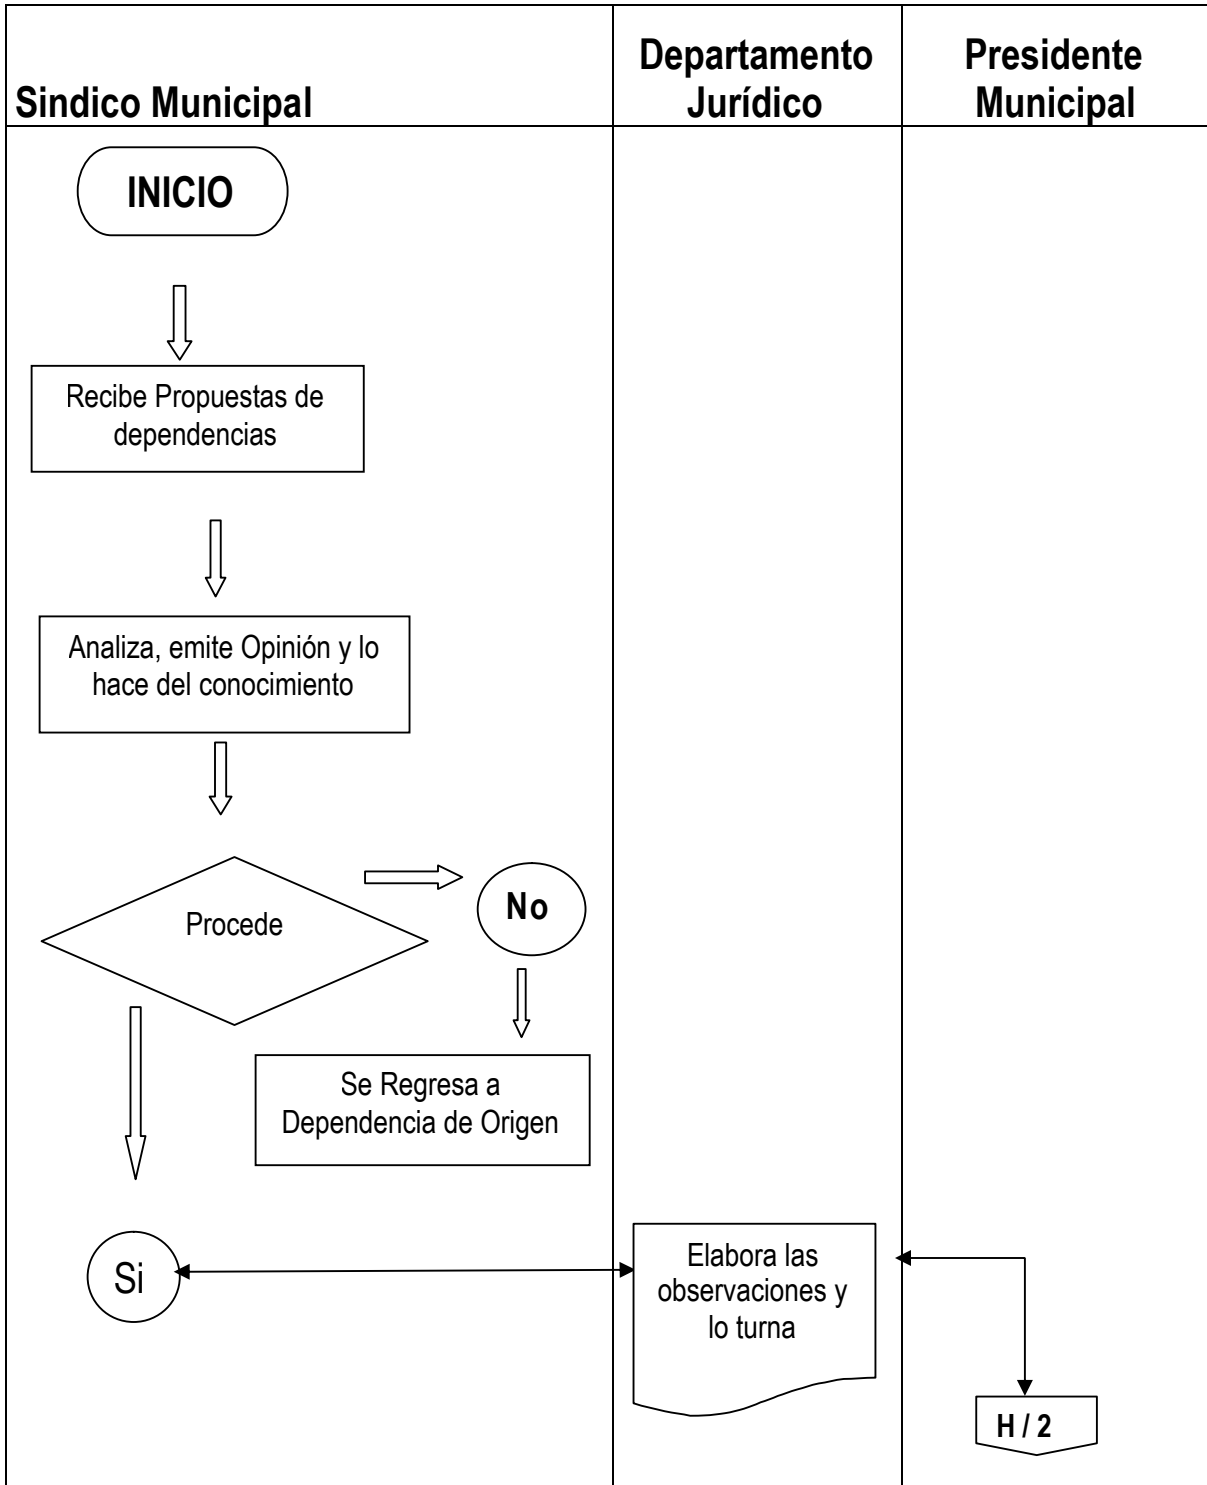 Sindico Municipal
Departamento
Jurídico
Presidente
Municipal
INICIO
Recibe Propuestas de
dependencias
Analiza, emite Opinión y lo
hace del conocimiento
Procede
No
Se Regresa a
Dependencia de Origen
Si
Elabora las
observaciones y
lo turna
H / 2